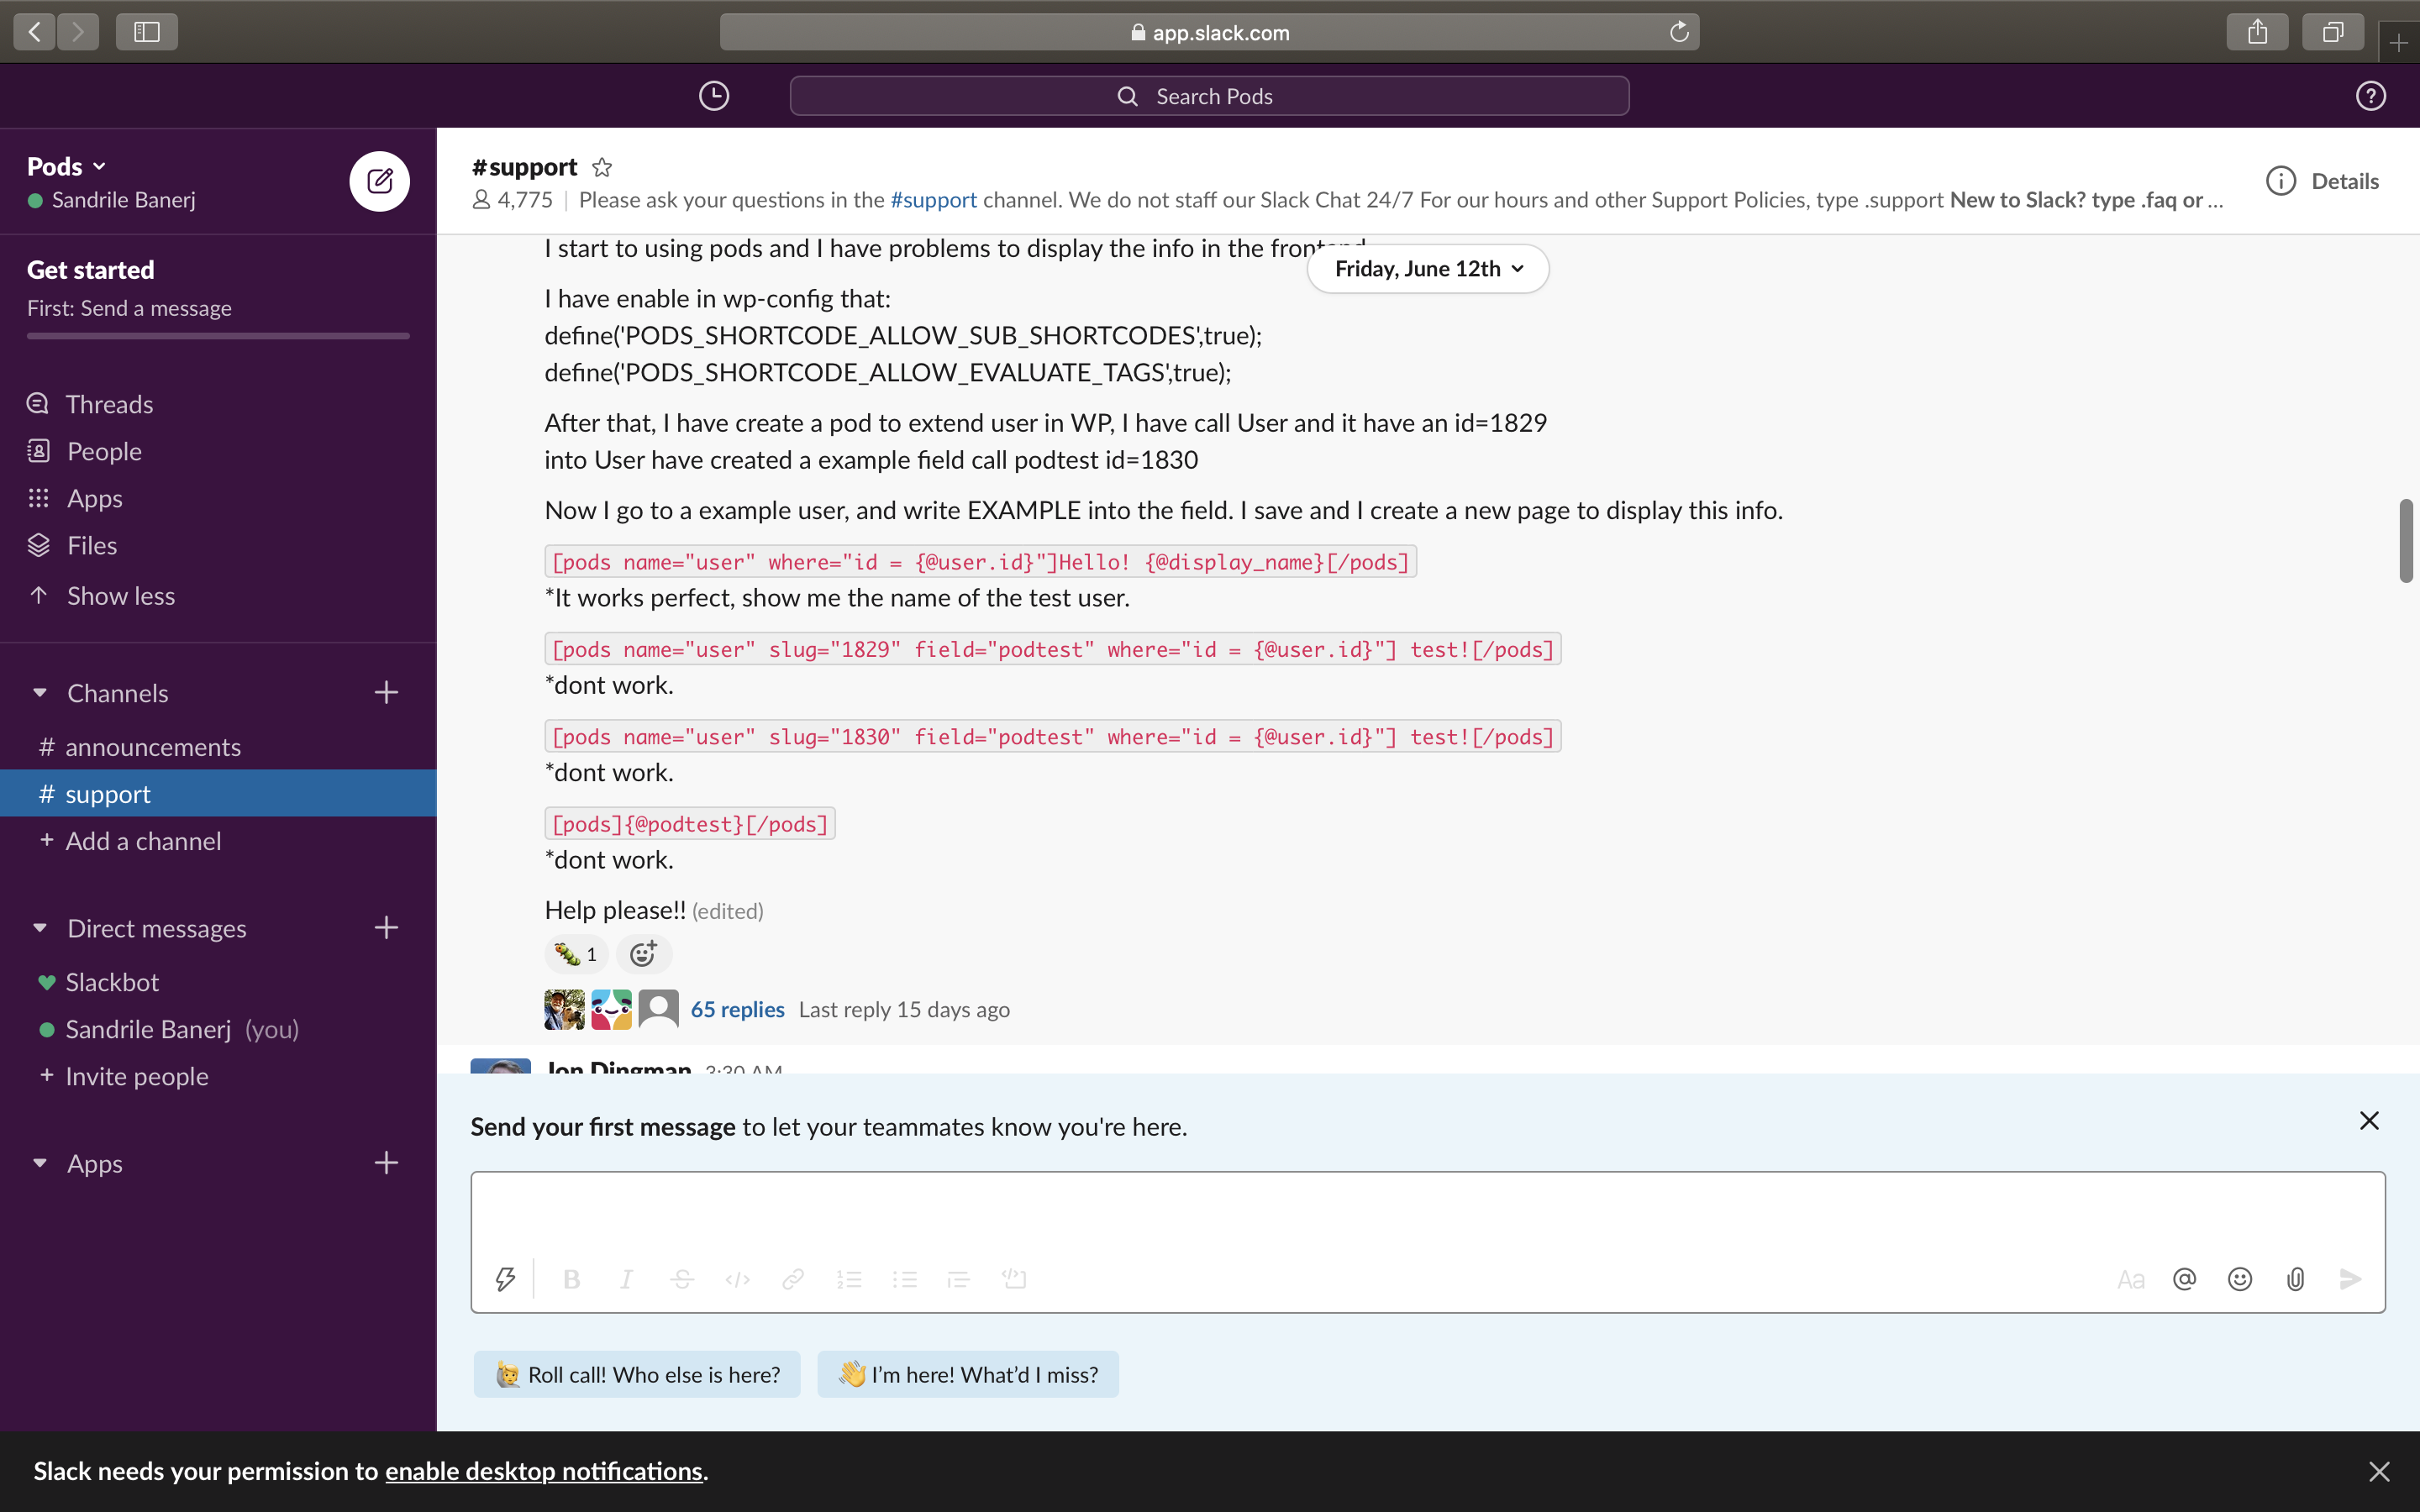 app.slack.com
Search Pods
Pods
Sandrile Banerj
Get started
First: Send a message
Threads
People
Apps
Files
Show less
Channels
# announcements
# support
+ Add a channel
Direct messages
Slackbot
Sandrile Banerj (you)
+ Invite people
Apps
#support
4,775 | Please ask your questions in the #support channel. We do not staff our Slack Chat 24/7 For our hours and other Support Policies, type .support New to Slack? type .faq or ...
Details
Friday, June 12th
I start to using pods and I have problems to display the info in the frontend
I have enable in wp-config that:
define('PODS_SHORTCODE_ALLOW_SUB_SHORTCODES',true);
define('PODS_SHORTCODE_ALLOW_EVALUATE_TAGS',true);
After that, I have create a pod to extend user in WP, I have call User and it have an id=1829
into User have created a example field call podtest id=1830
Now I go to a example user, and write EXAMPLE into the field. I save and I create a new page to display this info.
[pods name="user" where="id = {@user.id}"]Hello! {@display_name}[/pods]
*It works perfect, show me the name of the test user.
[pods name="user" slug="1829" field="podtest" where="id = {@user.id}"] test![/pods]
*dont work.
[pods name="user" slug="1830" field="podtest" where="id = {@user.id}"] test![/pods]
*dont work.
[pods]{@podtest}[/pods]
*dont work.
Help please!! (edited)
1
65 replies Last reply 15 days ago
Jon Dingman 3:30 AM
Send your first message to let your teammates know you're here.
B I S </> Aa @
Roll call! Who else is here?
I'm here! What'd I miss?
Slack needs your permission to enable desktop notifications.